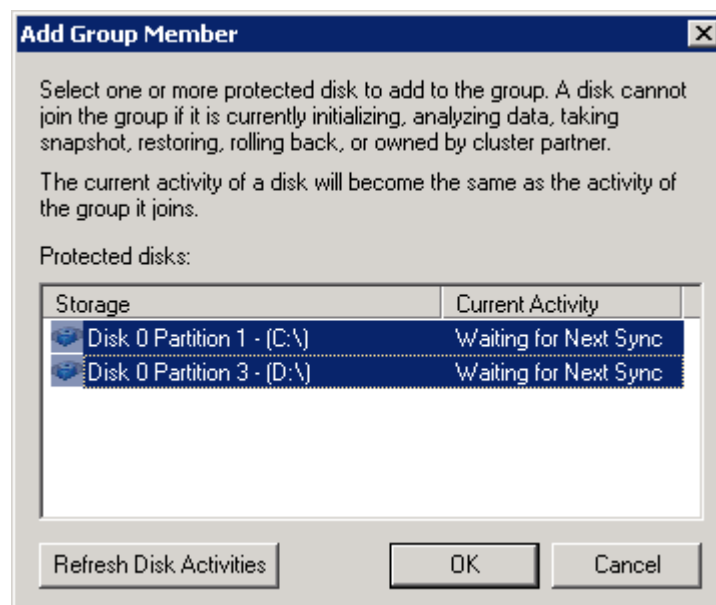 Add Group Member
Select one or more protected disk to add to the group. A disk cannot
join the group if it is currently initializing, analyzing data, taking
snapshot, restoring, rolling back, or owned by cluster partner.
The current activity of a disk will become the same as the activity of
the group it joins.
Protected disks:
Storage Current Activity
Disk 0 Partition 1 - (C:\) Waiting for Next Sync
Disk 0 Partition 3 - (D:\) Waiting for Next Sync
Refresh Disk Activities OK Cancel